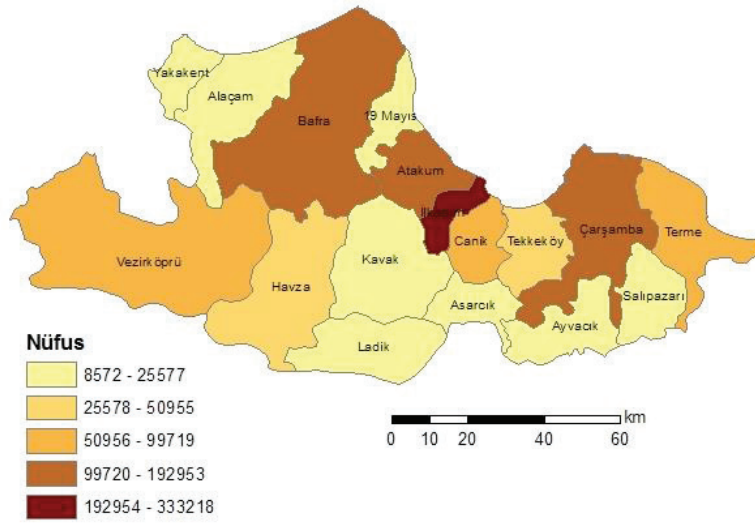 Yakakent
Alaçam
Bafra
19 Mayıs
Atakum
İlkadım
Canik
Tekkeköy
Çarşamba
Terme
Vezirköprü
Havza
Kavak
Asarcık
Salıpazarı
Ayvacık
Ladik
Nüfus
8572 - 25577
25578 - 50955
50956 - 99719
99720 - 192953
192954 - 333218
km
0 10 20 40 60